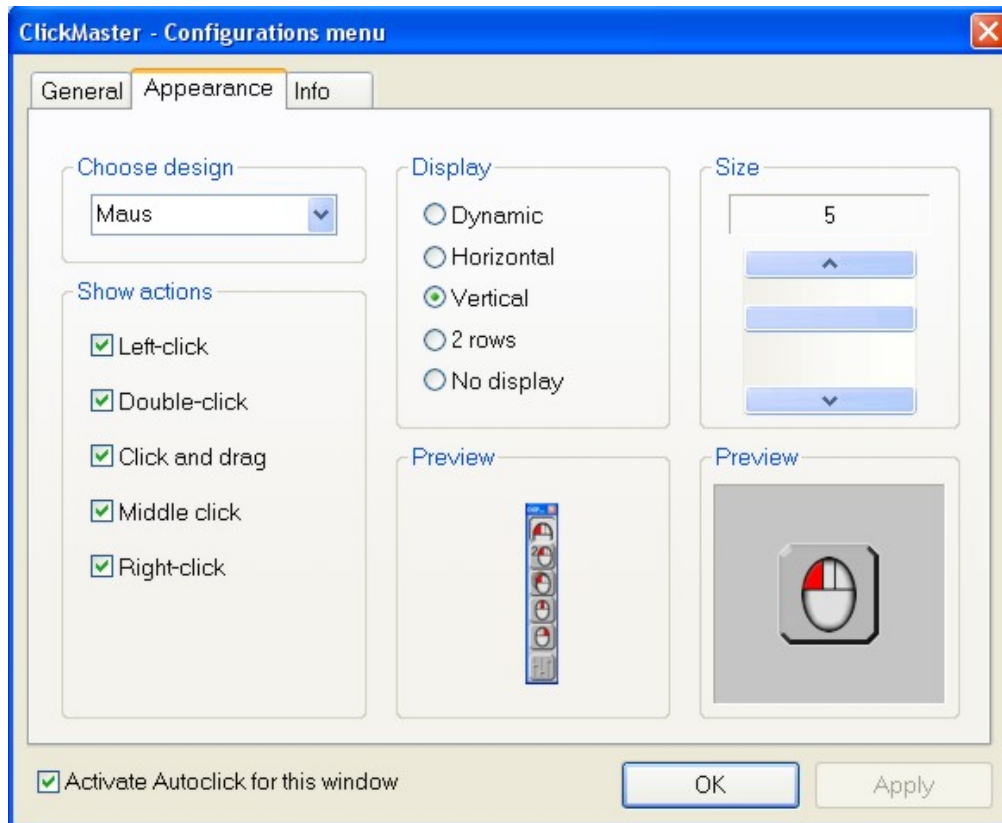 ClickMaster - Configurations menu
General
Appearance
Info
Choose design
Maus
Show actions
Left-click
Double-click
Click and drag
Middle click
Right-click
Display
Dynamic
Horizontal
Vertical
2 rows
No display
Size
5
Preview
2
Preview
Activate Autoclick for this window
OK
Apply